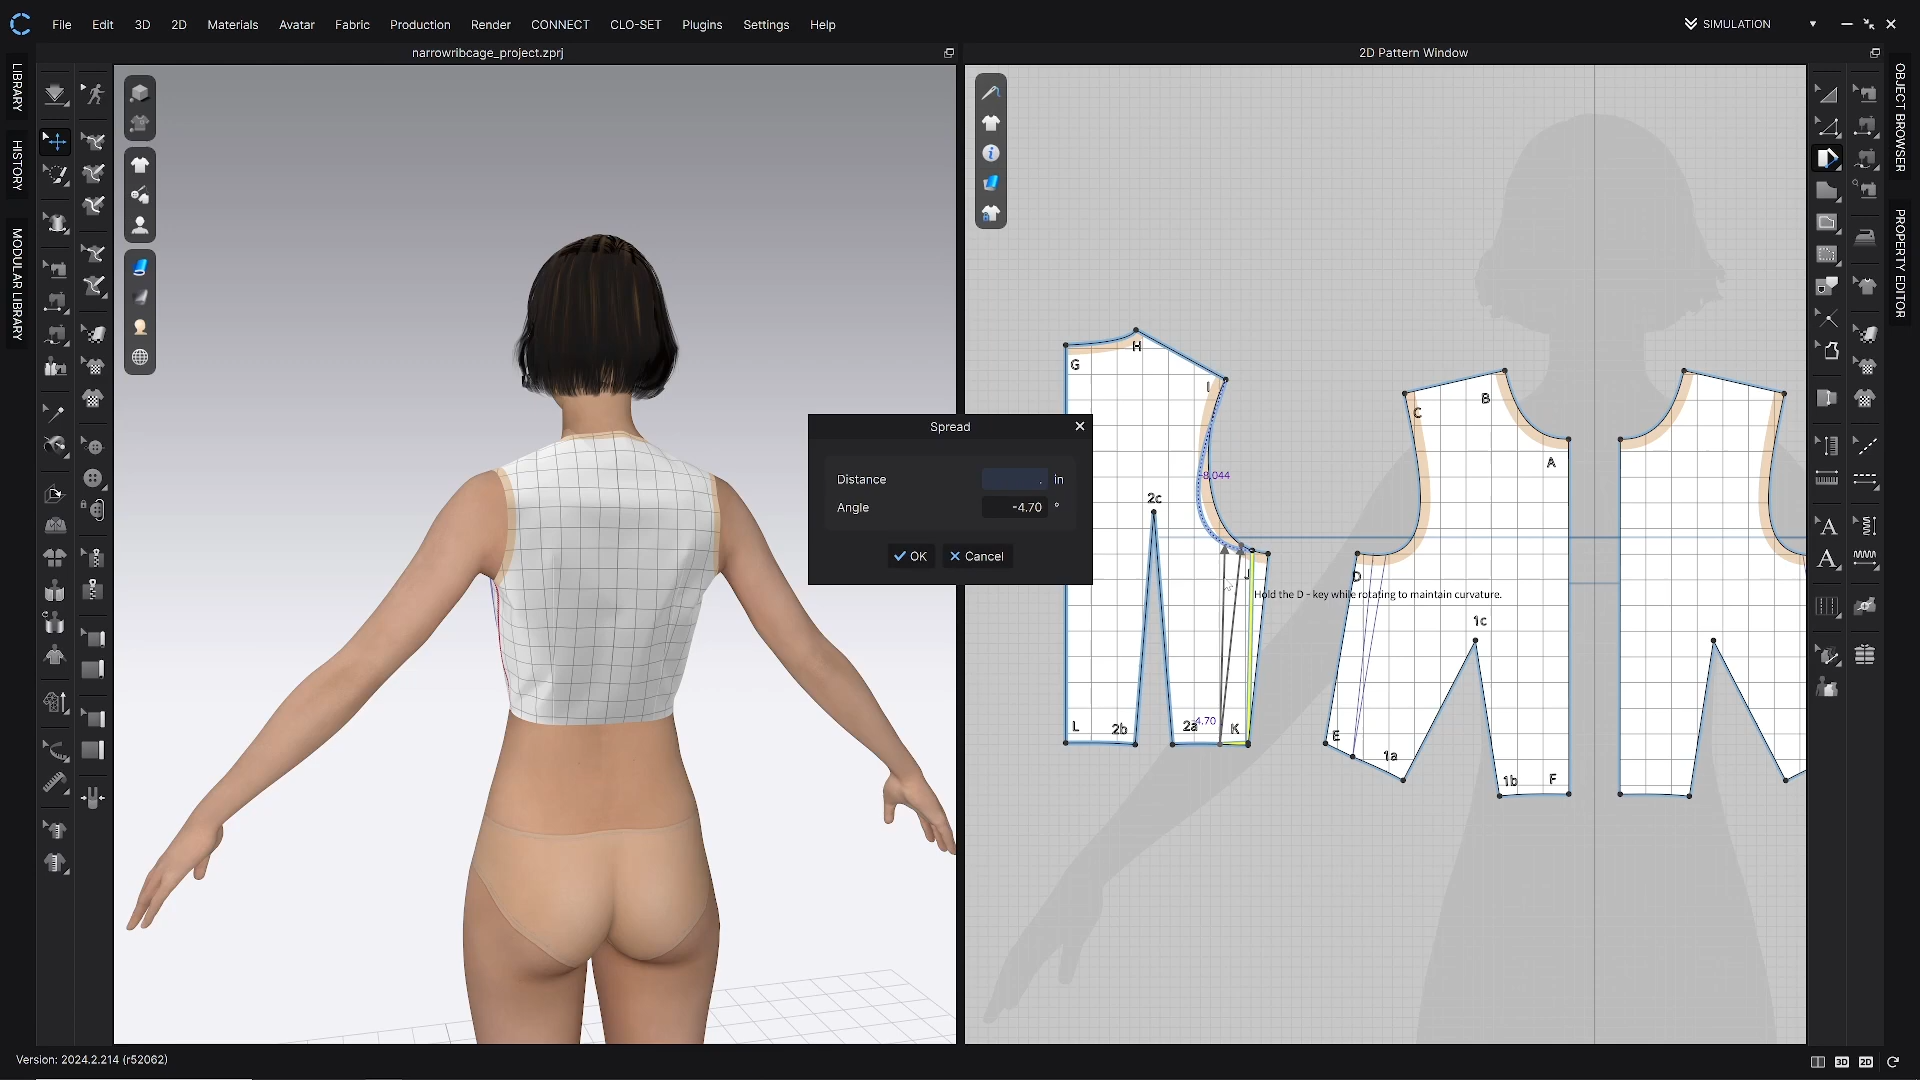 File Edit 3D 2D Materials Avatar Fabric Production Render CONNECT CLO-SET Plugins Settings Help
SIMULATION
narrowribcage_project.zprj
2D Pattern Window
LIBRARY
HISTORY
MODULAR LIBRARY
OBJECT BROWSER
PROPERTY EDITOR
Spread
Distance . in
Angle -4.70 °
OK Cancel
G
H
I
-8.044
2c
J
L
2b
2a
-4.70
K
Hold the D - key while rotating to maintain curvature.
B
C
A
D
1c
E
1a
1b
F
A
A
Version: 2024.2.214 (r52062)
3D 2D